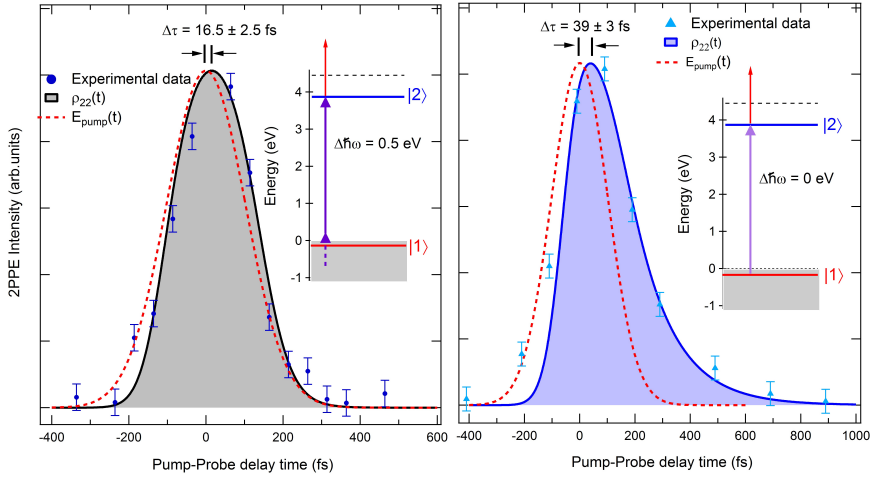 Δτ = 16.5 ± 2.5 fs
Experimental data
ρ22(t)
Epump(t)
2PPE Intensity (arb.units)
Energy (eV)
4
3
2
1
0
-1
|2⟩
Δħω = 0.5 eV
|1⟩
-400
-200
0
200
400
600
Pump-Probe delay time (fs)
Δτ = 39 ± 3 fs
Experimental data
ρ22(t)
Epump(t)
Energy (eV)
4
3
2
1
0
-1
|2⟩
Δħω = 0 eV
|1⟩
-400
-200
0
200
400
600
800
1000
Pump-Probe delay time (fs)